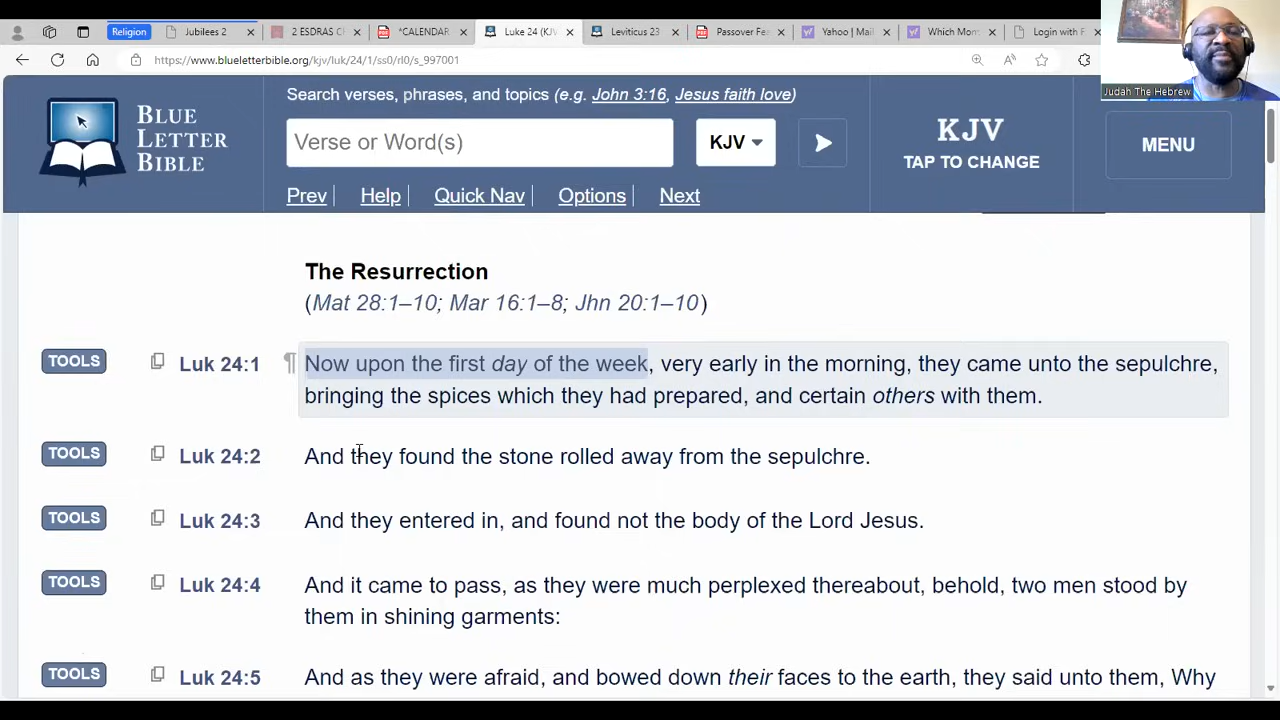 Religion
Jubilees 2
2 ESDRAS C
*CALENDAR
Luk 24 (KJV
Leviticus 23
Passover Fea
Yahoo | Mail
Which Mom
Login with F
https://www.blueletterbible.org/kjv/luk/24/1/ss0/rl0/s_997001
Judah The Hebrew
BLUE
LETTER
BIBLE
Search verses, phrases, and topics (e.g. John 3:16, Jesus faith love)
Verse or Word(s)
KJV
Prev | Help | Quick Nav | Options | Next
KJV
TAP TO CHANGE
MENU
The Resurrection
(Mat 28:1–10; Mar 16:1–8; Jhn 20:1–10)
TOOLS Luk 24:1 ¶ Now upon the first day of the week, very early in the morning, they came unto the sepulchre,
bringing the spices which they had prepared, and certain others with them.
TOOLS Luk 24:2 And they found the stone rolled away from the sepulchre.
TOOLS Luk 24:3 And they entered in, and found not the body of the Lord Jesus.
TOOLS Luk 24:4 And it came to pass, as they were much perplexed thereabout, behold, two men stood by
them in shining garments:
TOOLS Luk 24:5 And as they were afraid, and bowed down their faces to the earth, they said unto them, Why